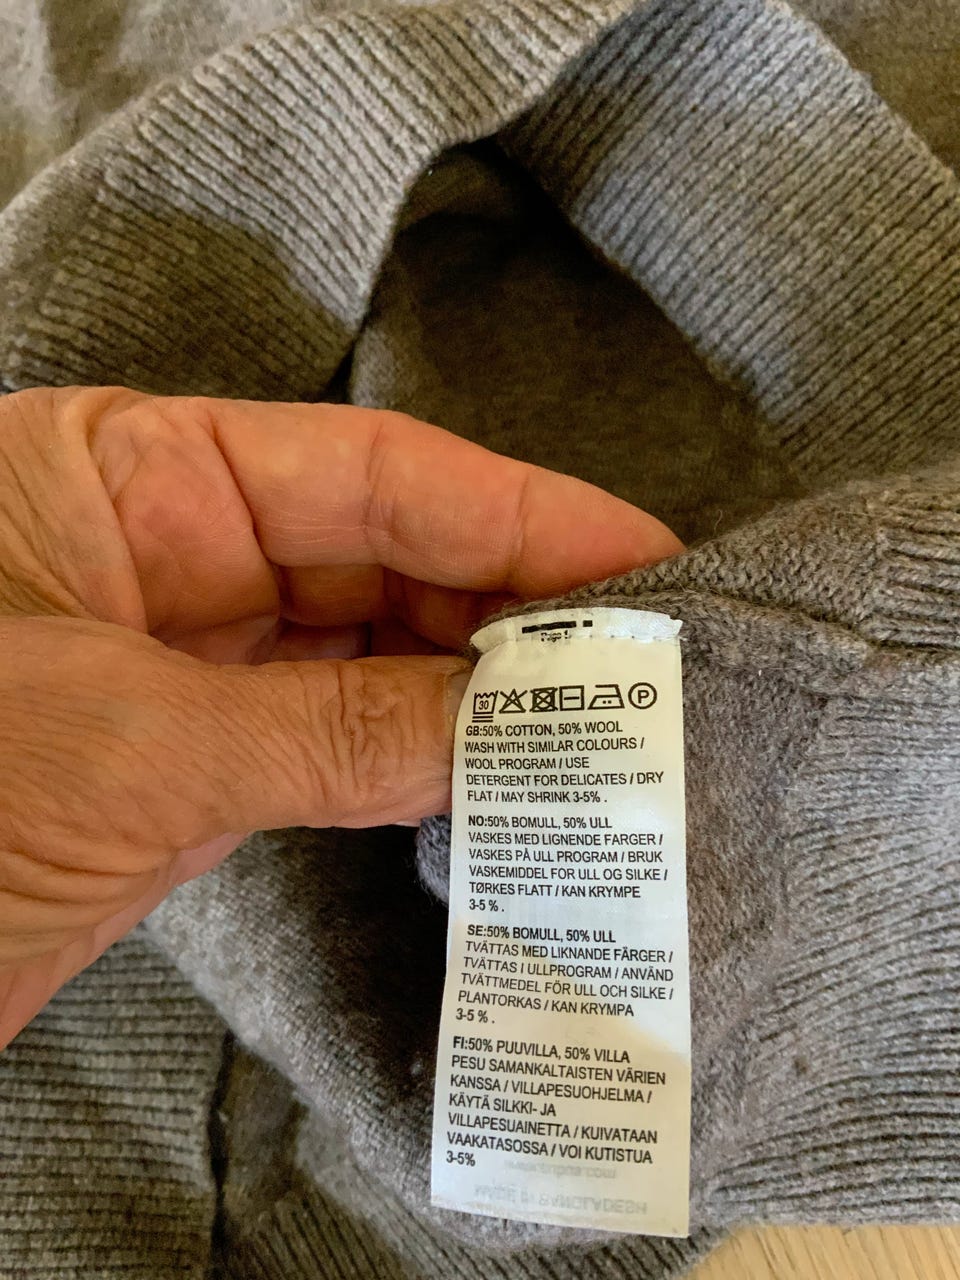 30 P
GB:50% COTTON, 50% WOOL
WASH WITH SIMILAR COLOURS /
WOOL PROGRAM / USE
DETERGENT FOR DELICATES / DRY
FLAT / MAY SHRINK 3-5% .
NO:50% BOMULL, 50% ULL
VASKES MED LIGNENDE FARGER /
VASKES PÅ ULL PROGRAM / BRUK
VASKEMIDDEL FOR ULL OG SILKE /
TØRKES FLATT / KAN KRYMPE
3-5 % .
SE:50% BOMULL, 50% ULL
TVÄTTAS MED LIKNANDE FÄRGER /
TVÄTTAS I ULLPROGRAM / ANVÄND
TVÄTTMEDEL FÖR ULL OCH SILKE /
PLANTORKAS / KAN KRYMPA
3-5 % .
FI:50% PUUVILLA, 50% VILLA
PESU SAMANKALTAISTEN VÄRIEN
KANSSA / VILLAPESUOHJELMA /
KÄYTÄ SILKKI- JA
VILLAPESUAINETTA / KUIVATAAN
VAAKATASOSSA / VOI KUTISTUA
3-5%
MADE IN BANGLADESH